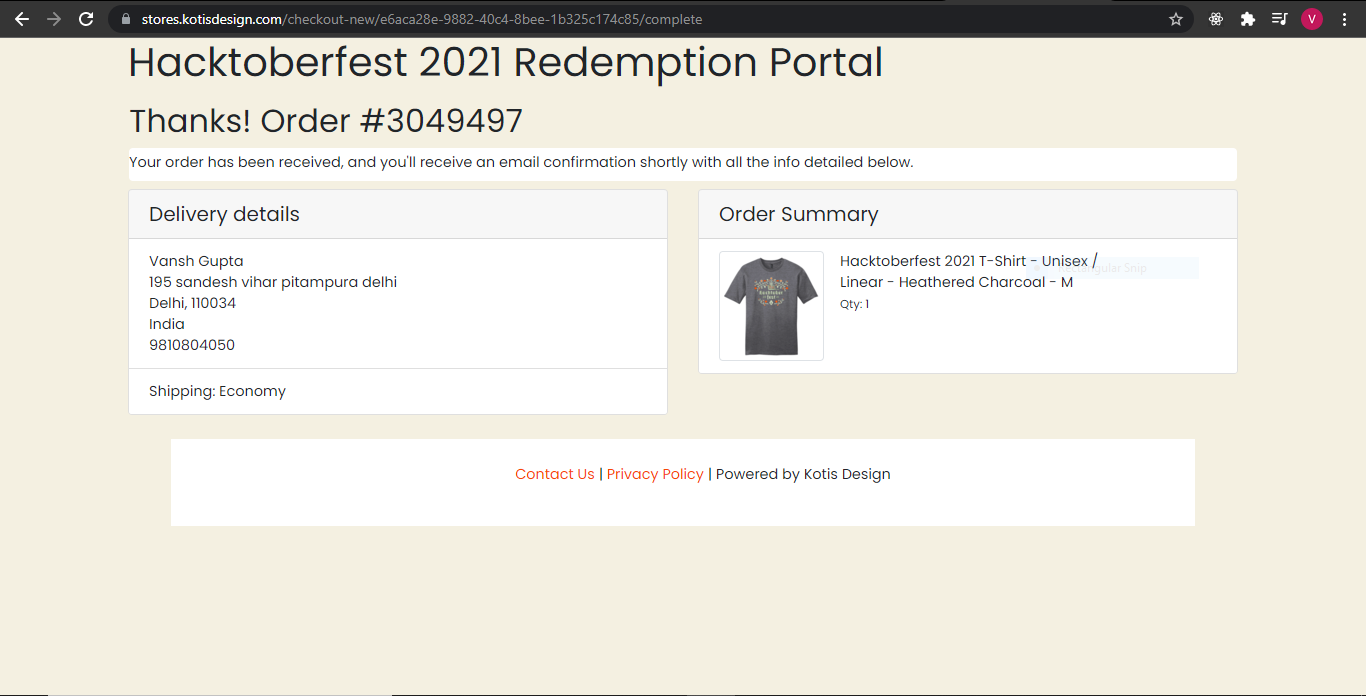 stores.kotisdesign.com/checkout-new/e6aca28e-9882-40c4-8bee-1b325c174c85/complete
V
Hacktoberfest 2021 Redemption Portal
Thanks! Order #3049497
Your order has been received, and you'll receive an email confirmation shortly with all the info detailed below.
Delivery details
Vansh Gupta
195 sandesh vihar pitampura delhi
Delhi, 110034
India
9810804050
Shipping: Economy
Order Summary
Hacktoberfest 2021 T-Shirt - Unisex /
Linear - Heathered Charcoal - M
Qty: 1
Rectangular Snip
Contact Us | Privacy Policy | Powered by Kotis Design